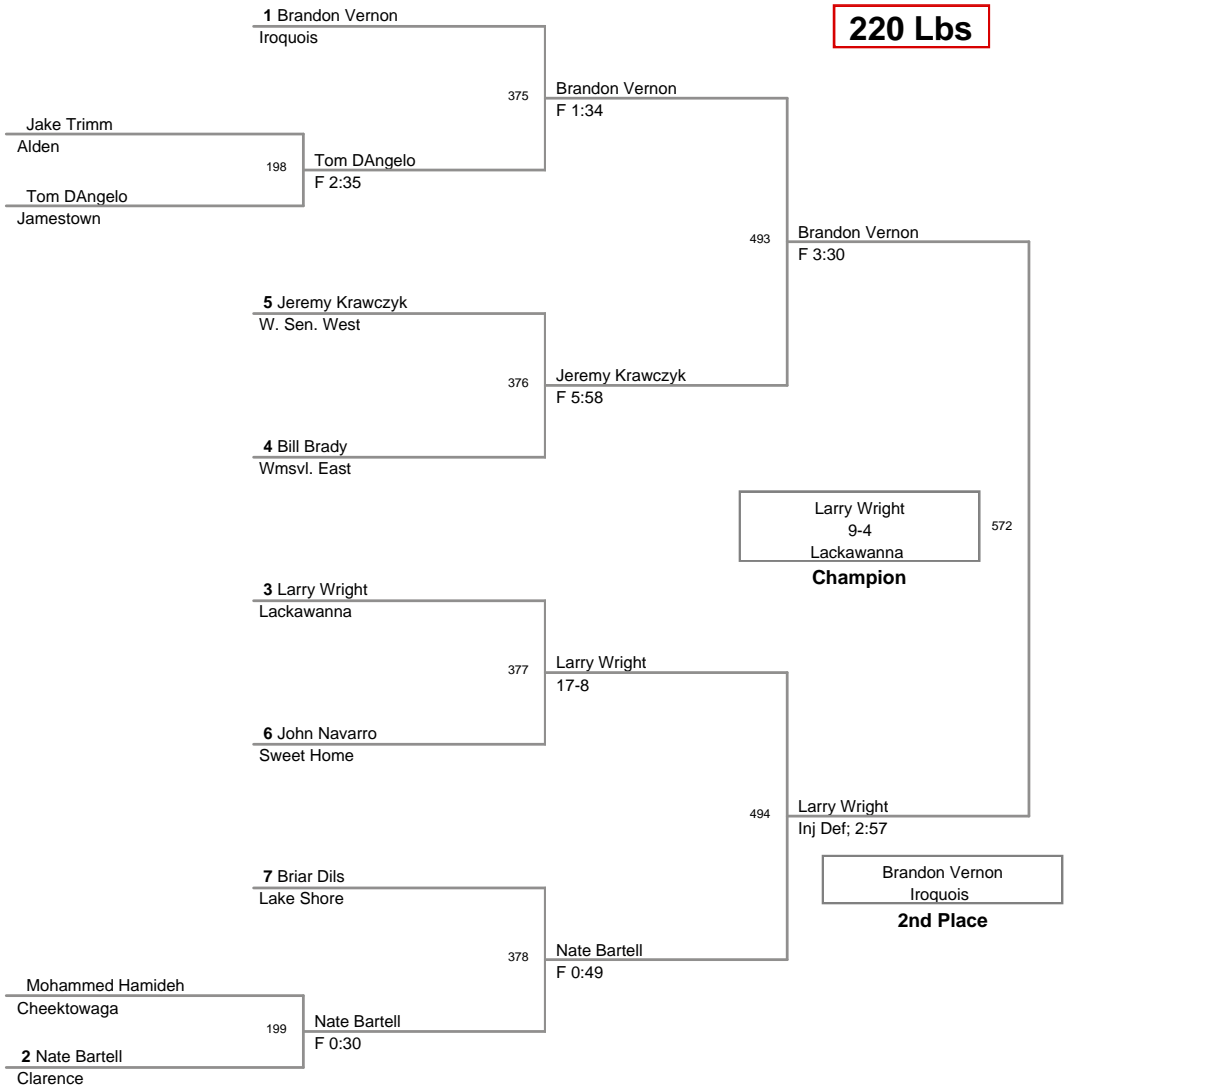 1 Brandon Vernon
220 Lbs
Iroquois
375
Brandon Vernon
F 1:34
Jake Trimm
Alden
198
Tom DAngelo
F 2:35
Tom DAngelo
Jamestown
493
Brandon Vernon
F 3:30
5 Jeremy Krawczyk
W. Sen. West
376
Jeremy Krawczyk
F 5:58
4 Bill Brady
Wmsvl. East
Larry Wright
9-4
Lackawanna
572
Champion
3 Larry Wright
Lackawanna
377
Larry Wright
17-8
6 John Navarro
Sweet Home
494
Larry Wright
Inj Def; 2:57
7 Briar Dils
Lake Shore
Brandon Vernon
Iroquois
2nd Place
378
Nate Bartell
F 0:49
Mohammed Hamideh
Cheektowaga
199
Nate Bartell
F 0:30
2 Nate Bartell
Clarence